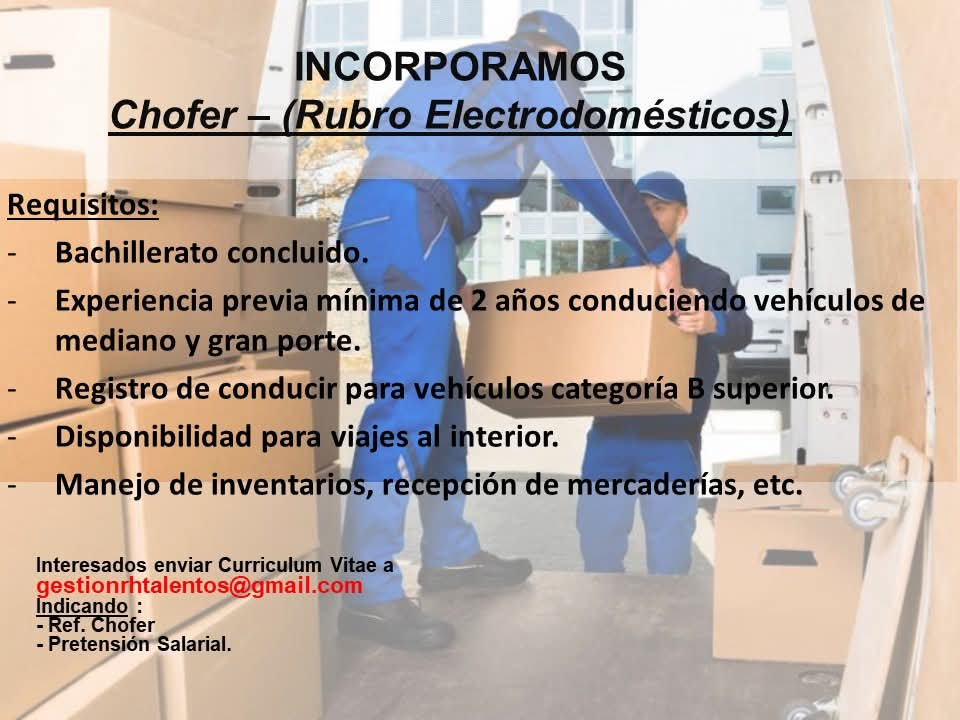 INCORPORAMOS
Chofer – (Rubro Electrodomésticos)
Requisitos:
- Bachillerato concluido.
- Experiencia previa mínima de 2 años conduciendo vehículos de
mediano y gran porte.
- Registro de conducir para vehículos categoría B superior.
- Disponibilidad para viajes al interior.
- Manejo de inventarios, recepción de mercaderías, etc.
Interesados enviar Curriculum Vitae a
gestionrhtalentos@gmail.com
Indicando :
- Ref. Chofer
- Pretensión Salarial.